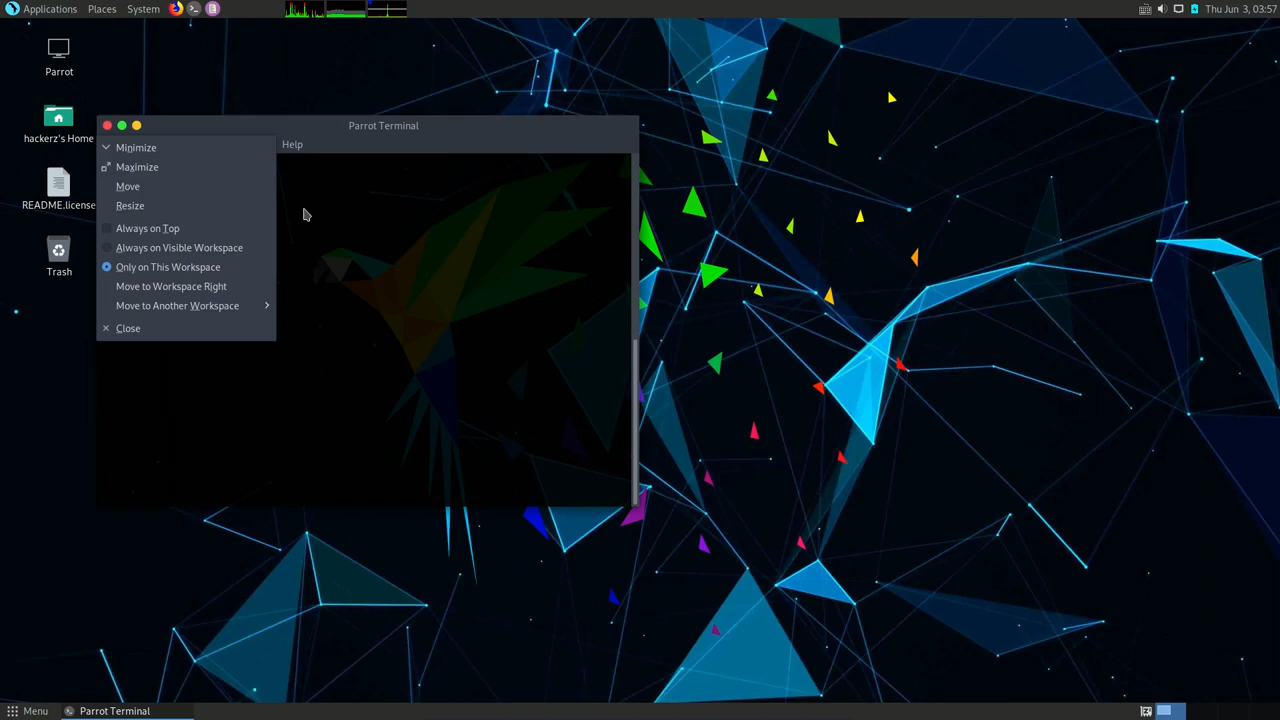 Applications Places System
Thu Jun 3, 03:57
Parrot
hackerz's Home
README.license
Trash
Parrot Terminal
Help
Minimize
Maximize
Move
Resize
Always on Top
Always on Visible Workspace
Only on This Workspace
Move to Workspace Right
Move to Another Workspace
Close
Menu
Parrot Terminal